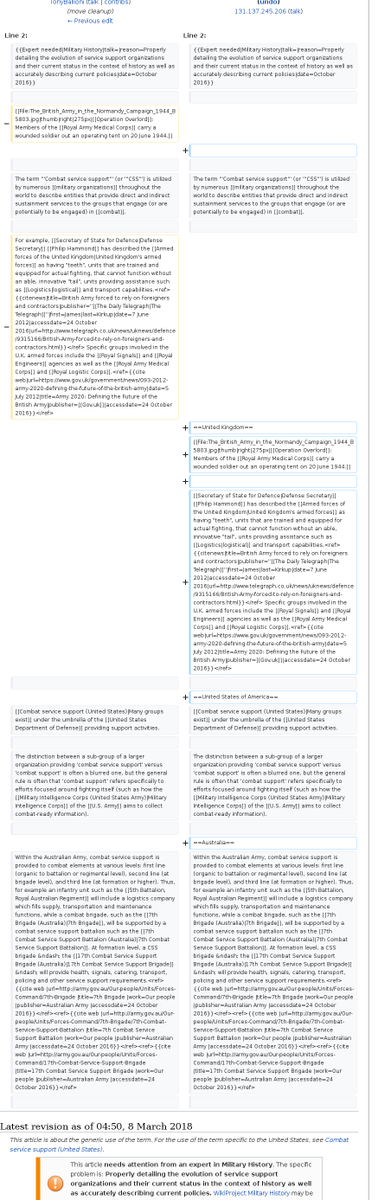 TonyBallioni (talk | contribs)
(move cleanup)
← Previous edit
(undo)
131.137.245.206 (talk)
Line 2:
{{Expert needed|Military History|talk=|reason=Properly
detailing the evolution of service support organizations
and their current status in the context of history as well as
accurately describing current policies|date=October
2016}}
[[File:The_British_Army_in_the_Normandy_Campaign_1944_B
5803.jpg|thumb|right|275px|[[Operation Overlord]]:
Members of the [[Royal Army Medical Corps]] carry a
wounded soldier out an operating tent on 20 June 1944.]]
The term '''Combat service support''' (or '''CSS''') is utilized
by numerous [[military organizations]] throughout the
world to describe entities that provide direct and indirect
sustainment services to the groups that engage (or are
potentially to be engaged) in [[combat]].
For example, [[Secretary of State for Defence|Defense
Secretary]] [[Philip Hammond]] has described the [[Armed
forces of the United Kingdom|United Kingdom's armed
forces]] as having "teeth", units that are trained and
equipped for actual fighting, that cannot function without
an able, innovative "tail", units providing assistance such
as [[Logistics|logistical]] and transport capabilities.<ref>
{{citenews|title=British Army forced to rely on foreigners
and contractors|publisher=''[[The Daily Telegraph|The
Telegraph]]''|first=James|last=Kirkup|date=7 June
2012|accessdate=24 October
2016|url=http://www.telegraph.co.uk/news/uknews/defence
/9315166/British-Army-forced-to-rely-on-foreigners-and-
contractors.html}}</ref> Specific groups involved in the
U.K. armed forces include the [[Royal Signals]] and [[Royal
Engineers]] agencies as well as the [[Royal Army Medical
Corps]] and [[Royal Logistic Corps]].<ref>{{cite
web|url=https://www.gov.uk/government/news/093-2012-
army-2020-defining-the-future-of-the-british-army|date=5
July 2012|title=Army 2020: Defining the Future of the
British Army|publisher=[[Gov.uk]]|accessdate=24 October
2016}}</ref>
[[Combat service support (United States)|Many groups
exist]] under the umbrella of the [[United States
Department of Defense]] providing support activities.
The distinction between a sub-group of a larger
organization providing 'combat service support' versus
'combat support' is often a blurred one, but the general
rule is often that 'combat support' refers specifically to
efforts focused around fighting itself (such as how the
[[Military Intelligence Corps (United States Army)|Military
Intelligence Corps]] of the [[U.S. Army]] aims to collect
combat-ready information).
Within the Australian Army, combat service support is
provided to combat elements at various levels: first line
(organic to battalion or regimental level), second line (at
brigade level), and third line (at formation or higher). Thus,
for example an infantry unit such as the [[5th Battalion,
Royal Australian Regiment]] will include a logistics company
which fills supply, transportation and maintenance
functions, while a combat brigade, such as the [[7th
Brigade (Australia)|7th Brigade]], will be supported by a
combat service support battalion such as the [[7th
Combat Service Support Battalion (Australia)|7th Combat
Service Support Battalion]]. At formation level, a CSS
brigade &ndash; the [[17th Combat Service Support
Brigade (Australia)|17th Combat Service Support Brigade]]
&ndash; will provide health, signals, catering, transport,
policing and other service support requirements.<ref>
{{cite web |url=http://army.gov.au/Our-people/Units/Forces-
Command/7th-Brigade |title=7th Brigade |work=Our people
|publisher=Australian Army |accessdate=24 October
2016}}</ref><ref>{{cite web |url=http://army.gov.au/Our-
people/Units/Forces-Command/7th-Brigade/7th-Combat-
Service-Support-Battalion |title=7th Combat Service
Support Battalion |work=Our people |publisher=Australian
Army |accessdate=24 October 2016}}</ref><ref>{{cite
web |url=http://army.gov.au/Our-people/Units/Forces-
Command/17th-Combat-Service-Support-Brigade
|title=17th Combat Service Support Brigade |work=Our
people |publisher=Australian Army |accessdate=24
October 2016}}</ref>
Line 2:
{{Expert needed|Military History|talk=|reason=Properly
detailing the evolution of service support organizations
and their current status in the context of history as well as
accurately describing current policies|date=October
2016}}
The term '''Combat service support''' (or '''CSS''') is utilized
by numerous [[military organizations]] throughout the
world to describe entities that provide direct and indirect
sustainment services to the groups that engage (or are
potentially to be engaged) in [[combat]].
==United Kingdom==
[[File:The_British_Army_in_the_Normandy_Campaign_1944_B
5803.jpg|thumb|right|275px|[[Operation Overlord]]:
Members of the [[Royal Army Medical Corps]] carry a
wounded soldier out an operating tent on 20 June 1944.]]
[[Secretary of State for Defence|Defense Secretary]]
[[Philip Hammond]] has described the [[Armed forces of
the United Kingdom|United Kingdom's armed forces]] as
having "teeth", units that are trained and equipped for
actual fighting, that cannot function without an able,
innovative "tail", units providing assistance such as
[[Logistics|logistical]] and transport capabilities.<ref>
{{citenews|title=British Army forced to rely on foreigners
and contractors|publisher=''[[The Daily Telegraph|The
Telegraph]]''|first=James|last=Kirkup|date=7 June
2012|accessdate=24 October
2016|url=http://www.telegraph.co.uk/news/uknews/defence
/9315166/British-Army-forced-to-rely-on-foreigners-and-
contractors.html}}</ref> Specific groups involved in the
U.K. armed forces include the [[Royal Signals]] and [[Royal
Engineers]] agencies as well as the [[Royal Army Medical
Corps]] and [[Royal Logistic Corps]].<ref>{{cite
web|url=https://www.gov.uk/government/news/093-2012-
army-2020-defining-the-future-of-the-british-army|date=5
July 2012|title=Army 2020: Defining the Future of the
British Army|publisher=[[Gov.uk]]|accessdate=24 October
2016}}</ref>
==United States of America==
[[Combat service support (United States)|Many groups
exist]] under the umbrella of the [[United States
Department of Defense]] providing support activities.
The distinction between a sub-group of a larger
organization providing 'combat service support' versus
'combat support' is often a blurred one, but the general
rule is often that 'combat support' refers specifically to
efforts focused around fighting itself (such as how the
[[Military Intelligence Corps (United States Army)|Military
Intelligence Corps]] of the [[U.S. Army]] aims to collect
combat-ready information).
==Australia==
Within the Australian Army, combat service support is
provided to combat elements at various levels: first line
(organic to battalion or regimental level), second line (at
brigade level), and third line (at formation or higher). Thus,
for example an infantry unit such as the [[5th Battalion,
Royal Australian Regiment]] will include a logistics company
which fills supply, transportation and maintenance
functions, while a combat brigade, such as the [[7th
Brigade (Australia)|7th Brigade]], will be supported by a
combat service support battalion such as the [[7th
Combat Service Support Battalion (Australia)|7th Combat
Service Support Battalion]]. At formation level, a CSS
brigade &ndash; the [[17th Combat Service Support
Brigade (Australia)|17th Combat Service Support Brigade]]
&ndash; will provide health, signals, catering, transport,
policing and other service support requirements.<ref>
{{cite web |url=http://army.gov.au/Our-people/Units/Forces-
Command/7th-Brigade |title=7th Brigade |work=Our people
|publisher=Australian Army |accessdate=24 October
2016}}</ref><ref>{{cite web |url=http://army.gov.au/Our-
people/Units/Forces-Command/7th-Brigade/7th-Combat-
Service-Support-Battalion |title=7th Combat Service
Support Battalion |work=Our people |publisher=Australian
Army |accessdate=24 October 2016}}</ref><ref>{{cite
web |url=http://army.gov.au/Our-people/Units/Forces-
Command/17th-Combat-Service-Support-Brigade
|title=17th Combat Service Support Brigade |work=Our
people |publisher=Australian Army |accessdate=24
October 2016}}</ref>
Latest revision as of 04:50, 8 March 2018
This article is about the generic use of the term. For the use of the term specific to the United States, see Combat
service support (United States).
This article needs attention from an expert in Military History. The specific
problem is: Properly detailing the evolution of service support
organizations and their current status in the context of history as well
as accurately describing current policies. WikiProject Military History may be